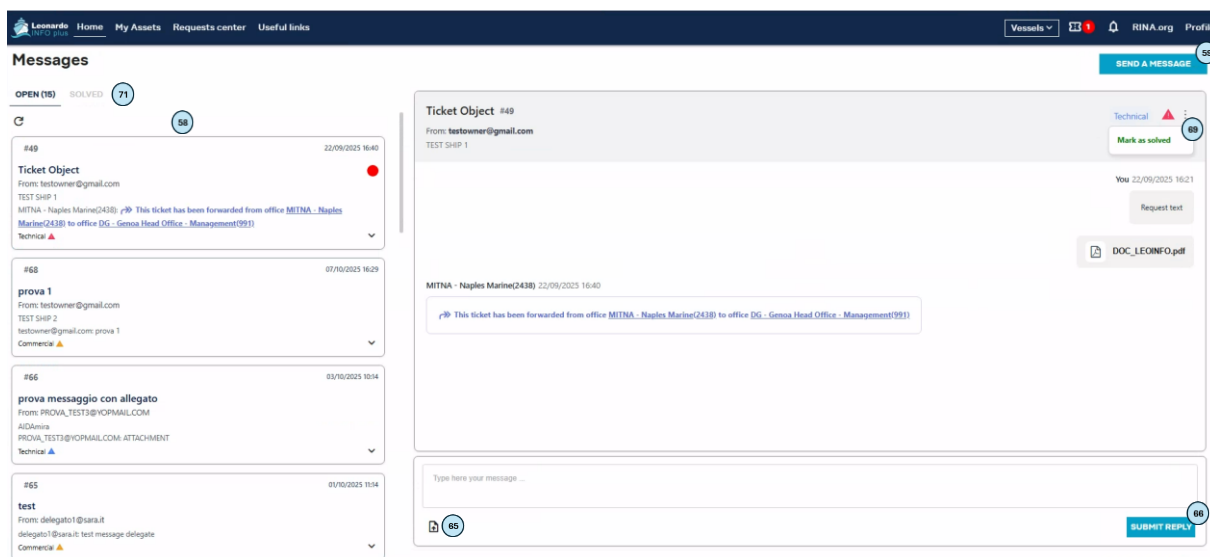 Leonardo
INFO plus
Home My Assets Requests center Useful links
Vessels 1 RINA.org Profil
Messages
59
SEND A MESSAGE
OPEN (15) SOLVED 71
58
#49 22/09/2025 16:40
Ticket Object
From: testowner@gmail.com
TEST SHIP 1
MITNA - Naples Marine(2438): This ticket has been forwarded from office MITNA - Naples
Marine(2438) to office DG - Genoa Head Office - Management(991)
Technical
#68 07/10/2025 16:29
prova 1
From: testowner@gmail.com
TEST SHIP 2
testowner@gmail.com: prova 1
Commercial
#66 03/10/2025 10:14
prova messaggio con allegato
From: PROVA_TEST3@YOPMAIL.COM
AIDAmira
PROVA_TEST3@YOPMAIL.COM: ATTACHMENT
Technical
#65 01/10/2025 11:14
test
From: delegato1@sara.it
delegato1@sara.it: test message delegate
Commercial
Ticket Object #49
From: testowner@gmail.com
TEST SHIP 1
Technical
69
Mark as solved
You 22/09/2025 16:21
Request text
DOC_LEOINFO.pdf
MITNA - Naples Marine(2438) 22/09/2025 16:40
This ticket has been forwarded from office MITNA - Naples Marine(2438) to office DG - Genoa Head Office - Management(991)
Type here your message ...
65
66
SUBMIT REPLY